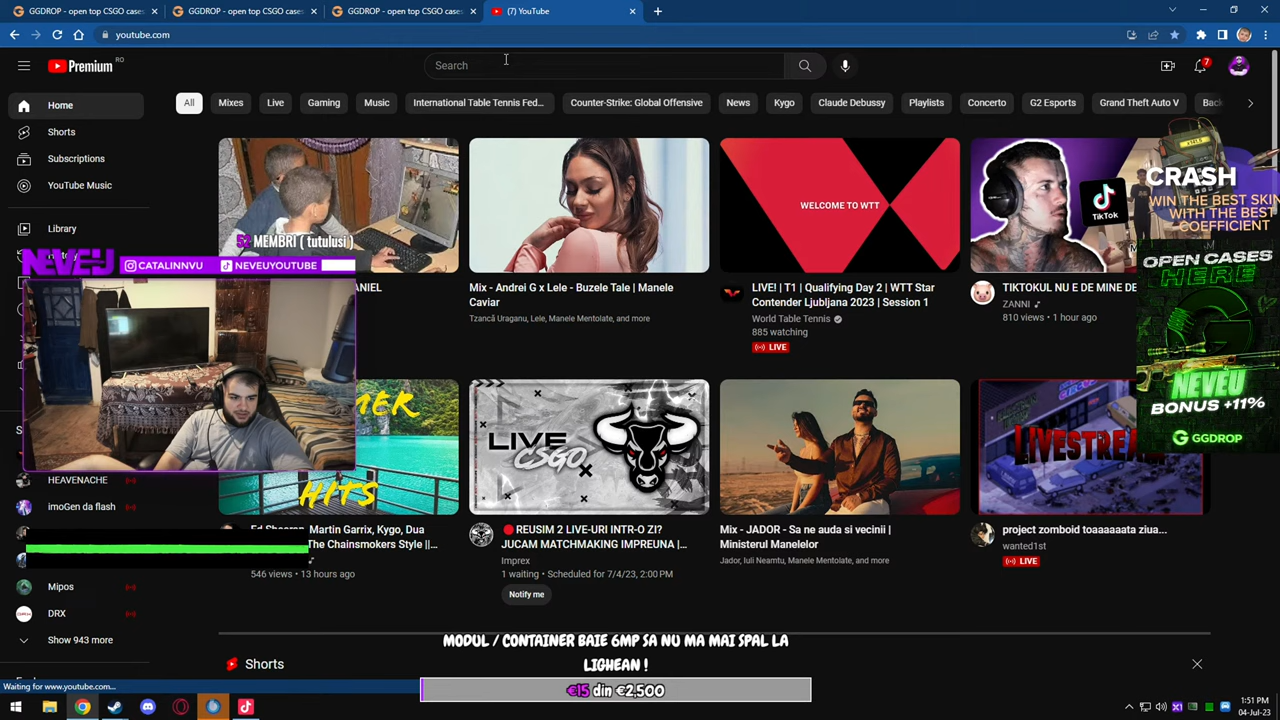 GGDROP - open top CSGO cases
GGDROP - open top CSGO cases
GGDROP - open top CSGO cases
(7) YouTube
youtube.com
Premium RO
Search
7
Home
Shorts
Subscriptions
YouTube Music
Library
All
Mixes
Live
Gaming
Music
International Table Tennis Fed...
Counter-Strike: Global Offensive
News
Kygo
Claude Debussy
Playlists
Concerto
G2 Esports
Grand Theft Auto V
52 MEMBRI ( tutulusi )
WELCOME TO WTT
TikTok
CRASH
WIN THE BEST SKIN
WITH THE BEST
COEFFICIENT
OPEN CASES
HERE
NEVEU
BONUS +11%
GGDROP
NEVEU
CATALINNVU
NEVEUYOUTUBE
Mix - Andrei G x Lele - Buzele Tale | Manele
Caviar
Tzancă Uraganu, Lele, Manele Mentolate, and more
LIVE! | T1 | Qualifying Day 2 | WTT Star
Contender Ljubljana 2023 | Session 1
World Table Tennis
885 watching
LIVE
TIKTOKUL NU E DE MINE DE
ZANNI
810 views • 1 hour ago
HITS
LIVE
CSGO
LIVESTREA
HEAVENACHE
imoGen da flash
Mipos
DRX
Show 943 more
Martin Garrix, Kygo, Dua
The Chainsmokers Style ||...
546 views • 13 hours ago
REUSIM 2 LIVE-URI INTR-O ZI?
JUCAM MATCHMAKING IMPREUNA |...
Imprex
1 waiting • Scheduled for 7/4/23, 2:00 PM
Notify me
Mix - JADOR - Sa ne auda si vecinii |
Ministerul Manelelor
Jador, Iuli Neamtu, Manele Mentolate, and more
project zomboid toaaaaaata ziua...
wanted1st
LIVE
MODUL / CONTAINER BAIE 6MP SA NU MA MAI SPAL LA
LIGHEAN !
€15 din €2,500
Shorts
Waiting for www.youtube.com...
1:51 PM
04-Jul-23